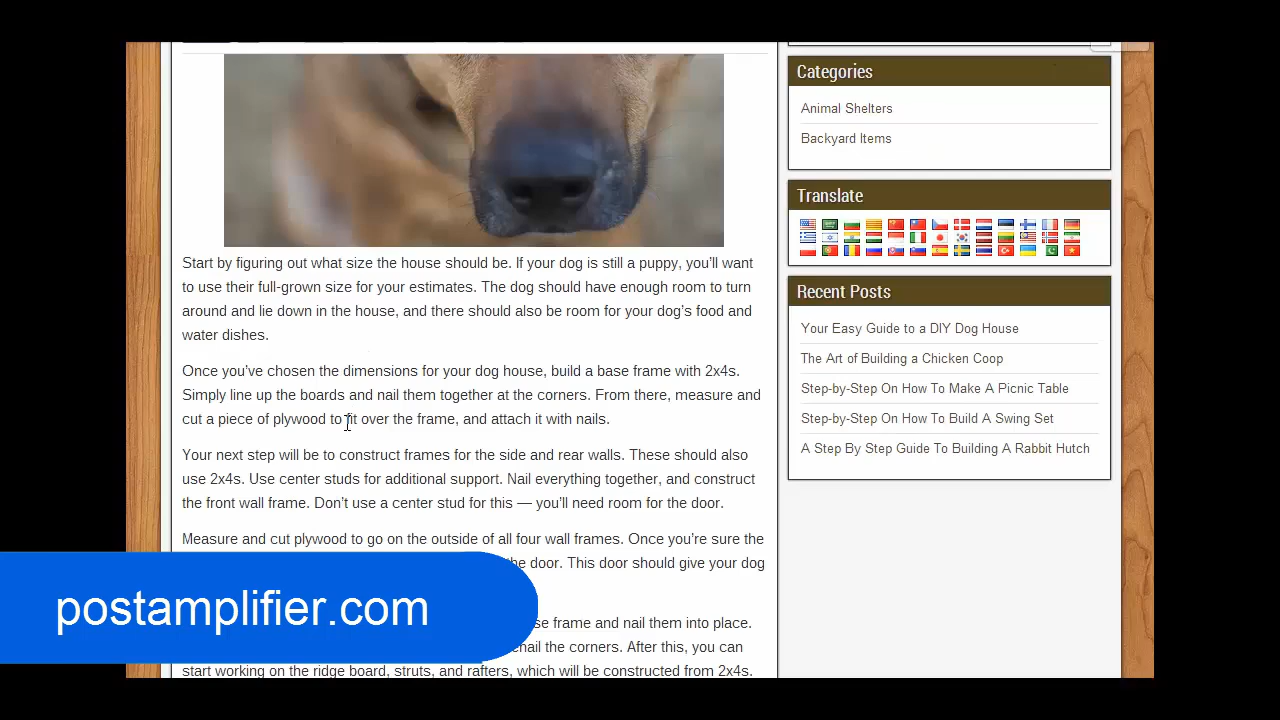 Start by figuring out what size the house should be. If your dog is still a puppy, you'll want
to use their full-grown size for your estimates. The dog should have enough room to turn
around and lie down in the house, and there should also be room for your dog's food and
water dishes.
Once you've chosen the dimensions for your dog house, build a base frame with 2x4s.
Simply line up the boards and nail them together at the corners. From there, measure and
cut a piece of plywood to fit over the frame, and attach it with nails.
Your next step will be to construct frames for the side and rear walls. These should also
use 2x4s. Use center studs for additional support. Nail everything together, and construct
the front wall frame. Don't use a center stud for this — you'll need room for the door.
Measure and cut plywood to go on the outside of all four wall frames. Once you're sure the
the door. This door should give your dog
frame and nail them into place.
the corners. After this, you can
start working on the ridge board, struts, and rafters, which will be constructed from 2x4s.
postamplifier.com
Categories
Animal Shelters
Backyard Items
Translate
Recent Posts
Your Easy Guide to a DIY Dog House
The Art of Building a Chicken Coop
Step-by-Step On How To Make A Picnic Table
Step-by-Step On How To Build A Swing Set
A Step By Step Guide To Building A Rabbit Hutch